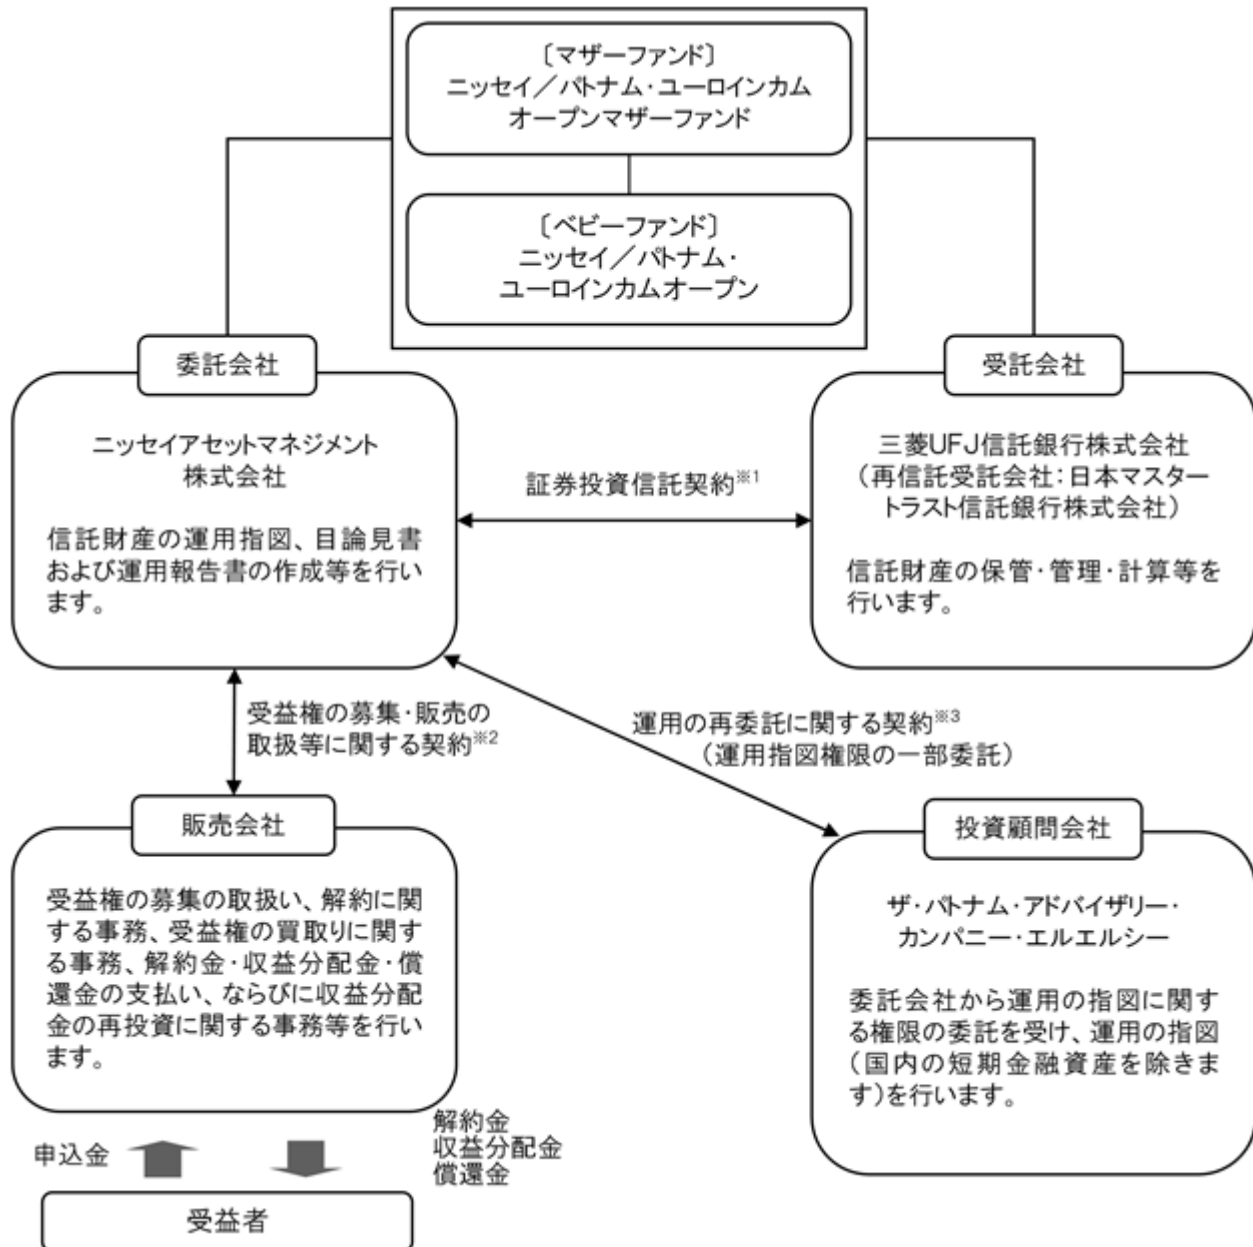 〔マザーファンド〕
ニッセイ／パトナム・ユーロインカム
オープンマザーファンド
〔ベビーファンド〕
ニッセイ／パトナム・
ユーロインカムオープン
委託会社
ニッセイアセットマネジメント
株式会社
信託財産の運用指図、目論見書
および運用報告書の作成等を行い
ます。
証券投資信託契約※1
受託会社
三菱UFJ信託銀行株式会社
（再信託受託会社：日本マスター
トラスト信託銀行株式会社）
信託財産の保管・管理・計算等を
行います。
受益権の募集・販売の
取扱等に関する契約※2
運用の再委託に関する契約※3
（運用指図権限の一部委託）
販売会社
受益権の募集の取扱い、解約に関
する事務、受益権の買取りに関す
る事務、解約金・収益分配金・償
還金の支払い、ならびに収益分配
金の再投資に関する事務等を行い
ます。
投資顧問会社
ザ・パトナム・アドバイザリー・
カンパニー・エルエルシー
委託会社から運用の指図に関す
る権限の委託を受け、運用の指図
（国内の短期金融資産を除きま
す）を行います。
申込金
解約金
収益分配金
償還金
受益者